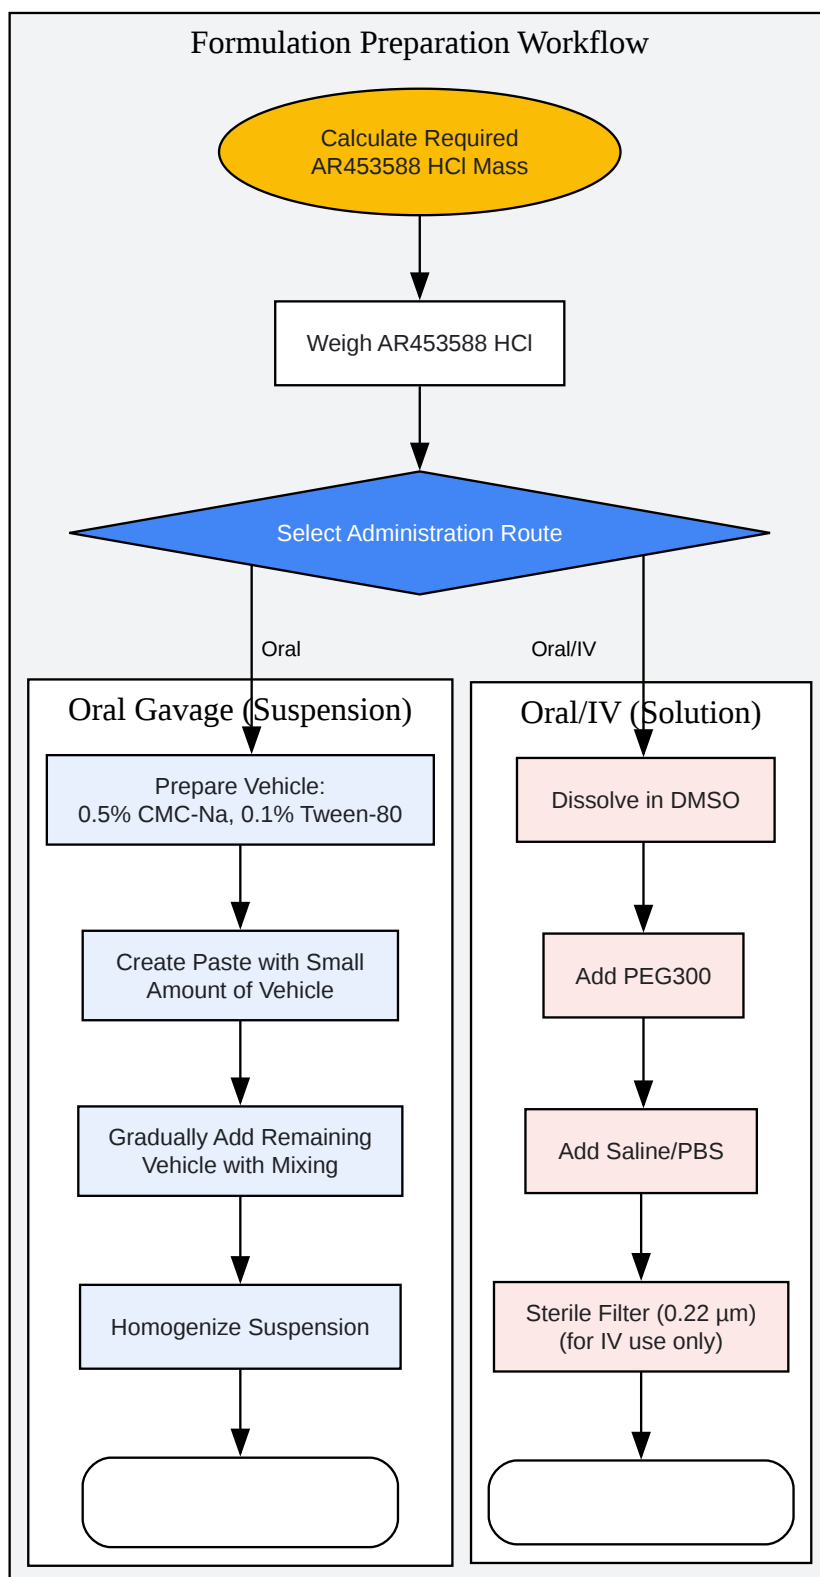 Formulation Preparation Workflow
Calculate Required
AR453588 HCl Mass
Weigh AR453588 HCl
Select Administration Route
Oral
Oral/IV
Oral Gavage (Suspension)
Prepare Vehicle:
0.5% CMC-Na, 0.1% Tween-80
Create Paste with Small
Amount of Vehicle
Gradually Add Remaining
Vehicle with Mixing
Homogenize Suspension
Oral/IV (Solution)
Dissolve in DMSO
Add PEG300
Add Saline/PBS
Sterile Filter (0.22 µm)
(for IV use only)